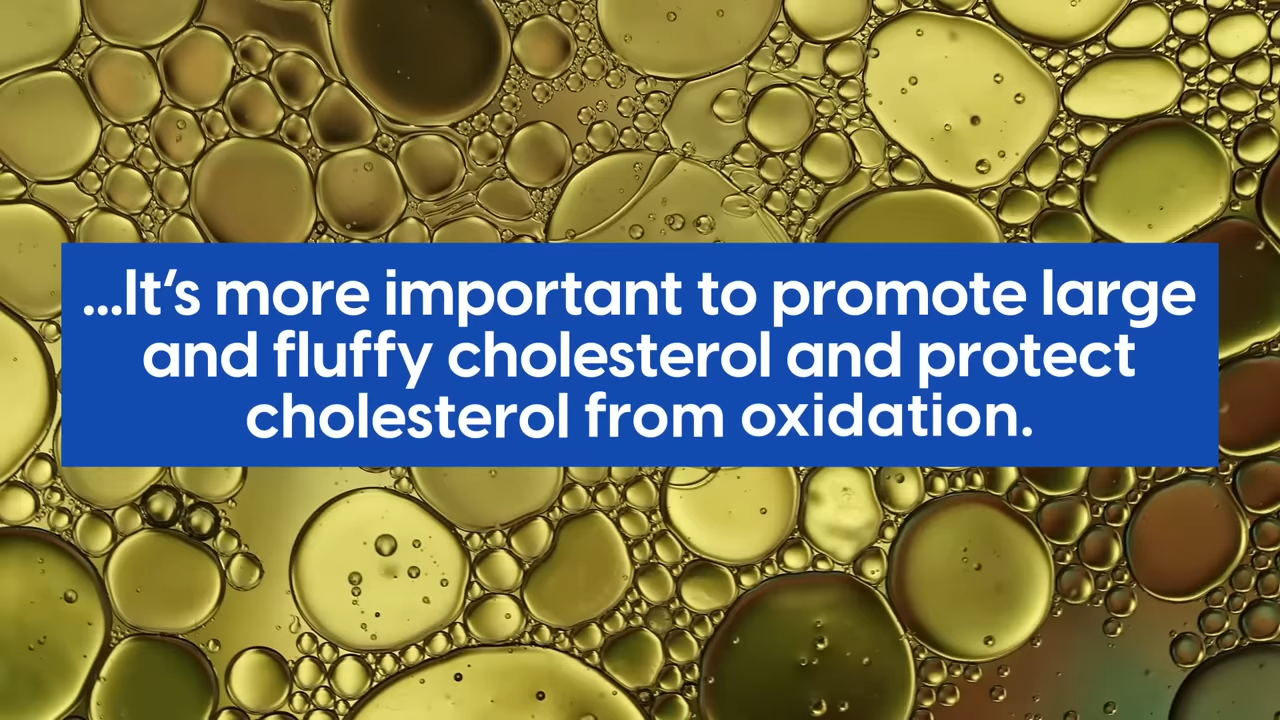 ...It's more important to promote large
and fluffy cholesterol and protect
cholesterol from oxidation.